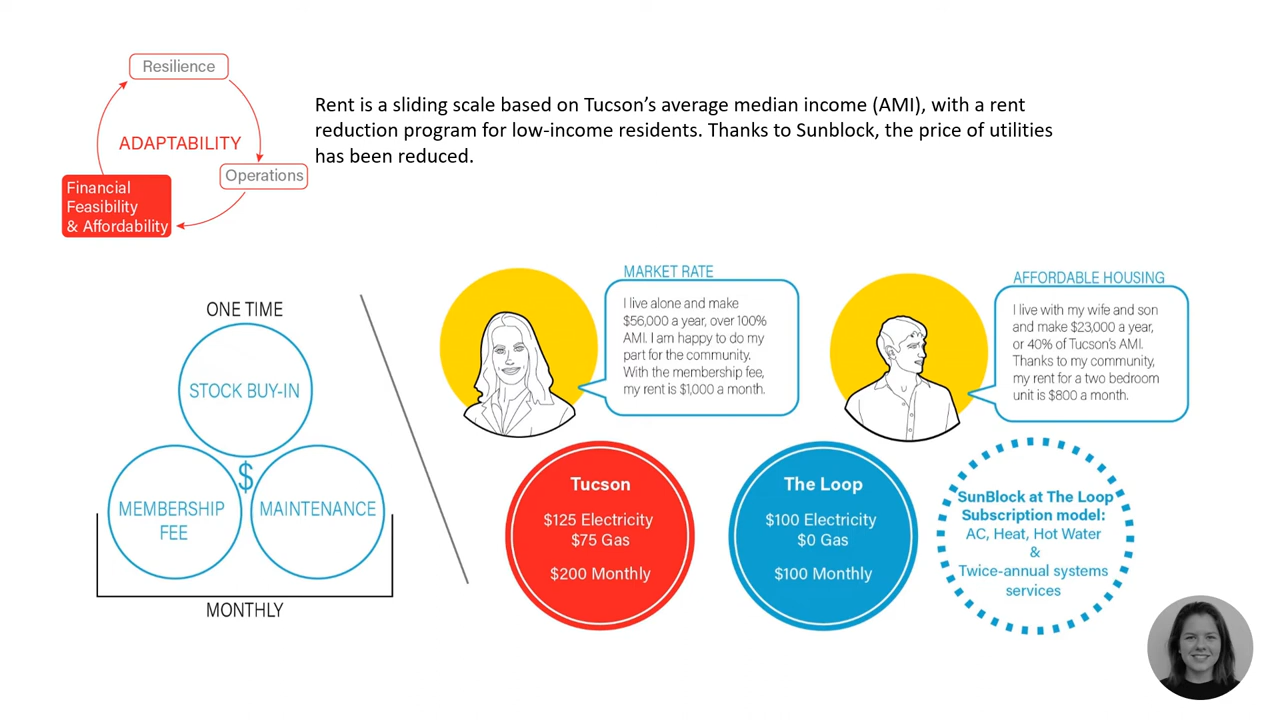 Resilience
ADAPTABILITY
Operations
Financial
Feasibility
& Affordability
Rent is a sliding scale based on Tucson’s average median income (AMI), with a rent
reduction program for low-income residents. Thanks to Sunblock, the price of utilities
has been reduced.
ONE TIME
STOCK BUY-IN
$
MEMBERSHIP
FEE
MAINTENANCE
MONTHLY
MARKET RATE
I live alone and make
$56,000 a year, over 100%
AMI. I am happy to do my
part for the community.
With the membership fee,
my rent is $1,000 a month.
AFFORDABLE HOUSING
I live with my wife and son
and make $23,000 a year,
or 40% of Tucson's AMI.
Thanks to my community,
my rent for a two bedroom
unit is $800 a month.
Tucson
$125 Electricity
$75 Gas
$200 Monthly
The Loop
$100 Electricity
$0 Gas
$100 Monthly
SunBlock at The Loop
Subscription model:
AC, Heat, Hot Water
&
Twice-annual systems
services